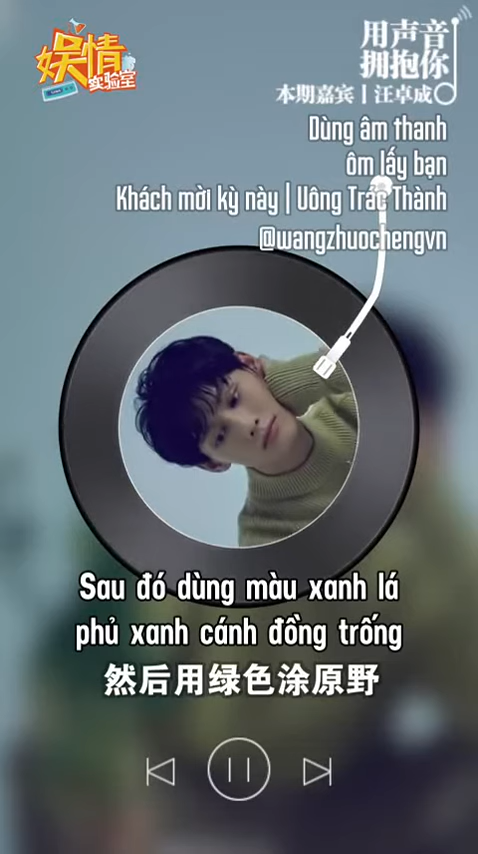 娱情
实验室
用声音
拥抱你
本期嘉宾丨汪卓成
Dùng âm thanh
ôm lấy bạn
Khách mời kỳ này | Uông Trác Thành
@wangzhuochengvn
Sau đó dùng màu xanh lá
phủ xanh cánh đồng trống
然后用绿色涂原野